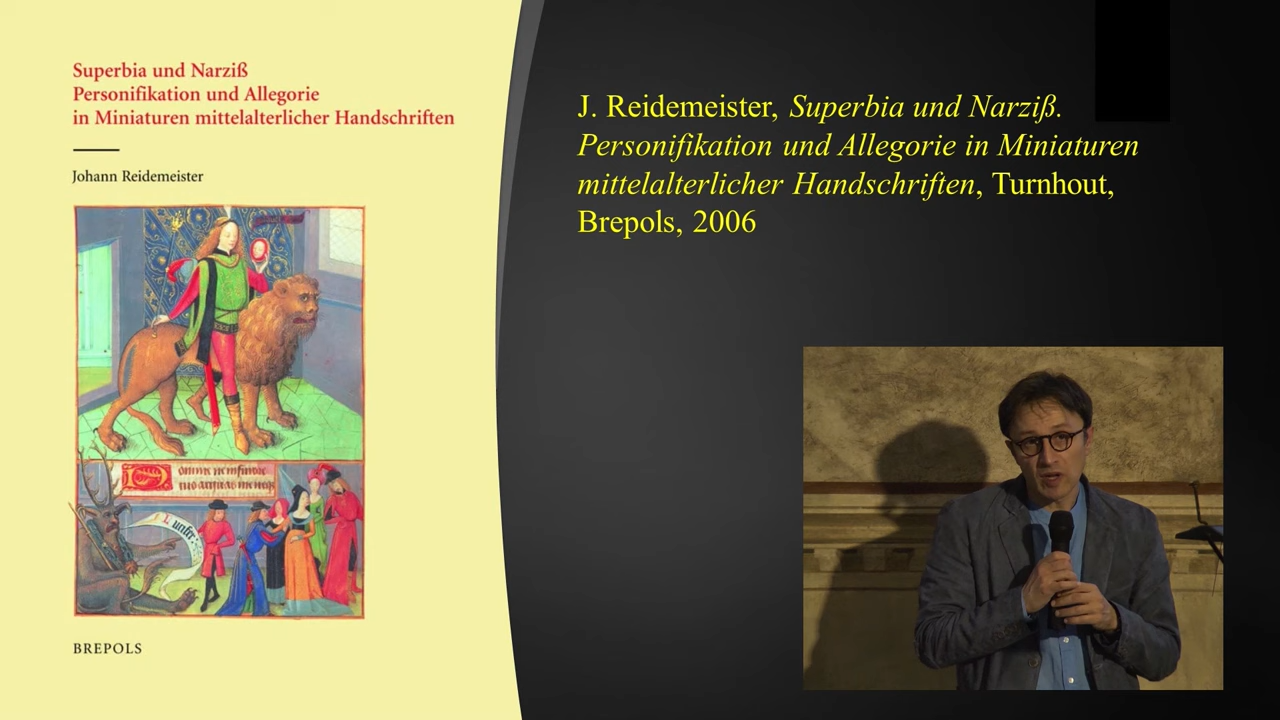 Superbia und Narziß
Personifikation und Allegorie
in Miniaturen mittelalterlicher Handschriften
Johann Reidemeister
BREPOLS
J. Reidemeister, Superbia und Narziß.
Personifikation und Allegorie in Miniaturen
mittelalterlicher Handschriften, Turnhout,
Brepols, 2006